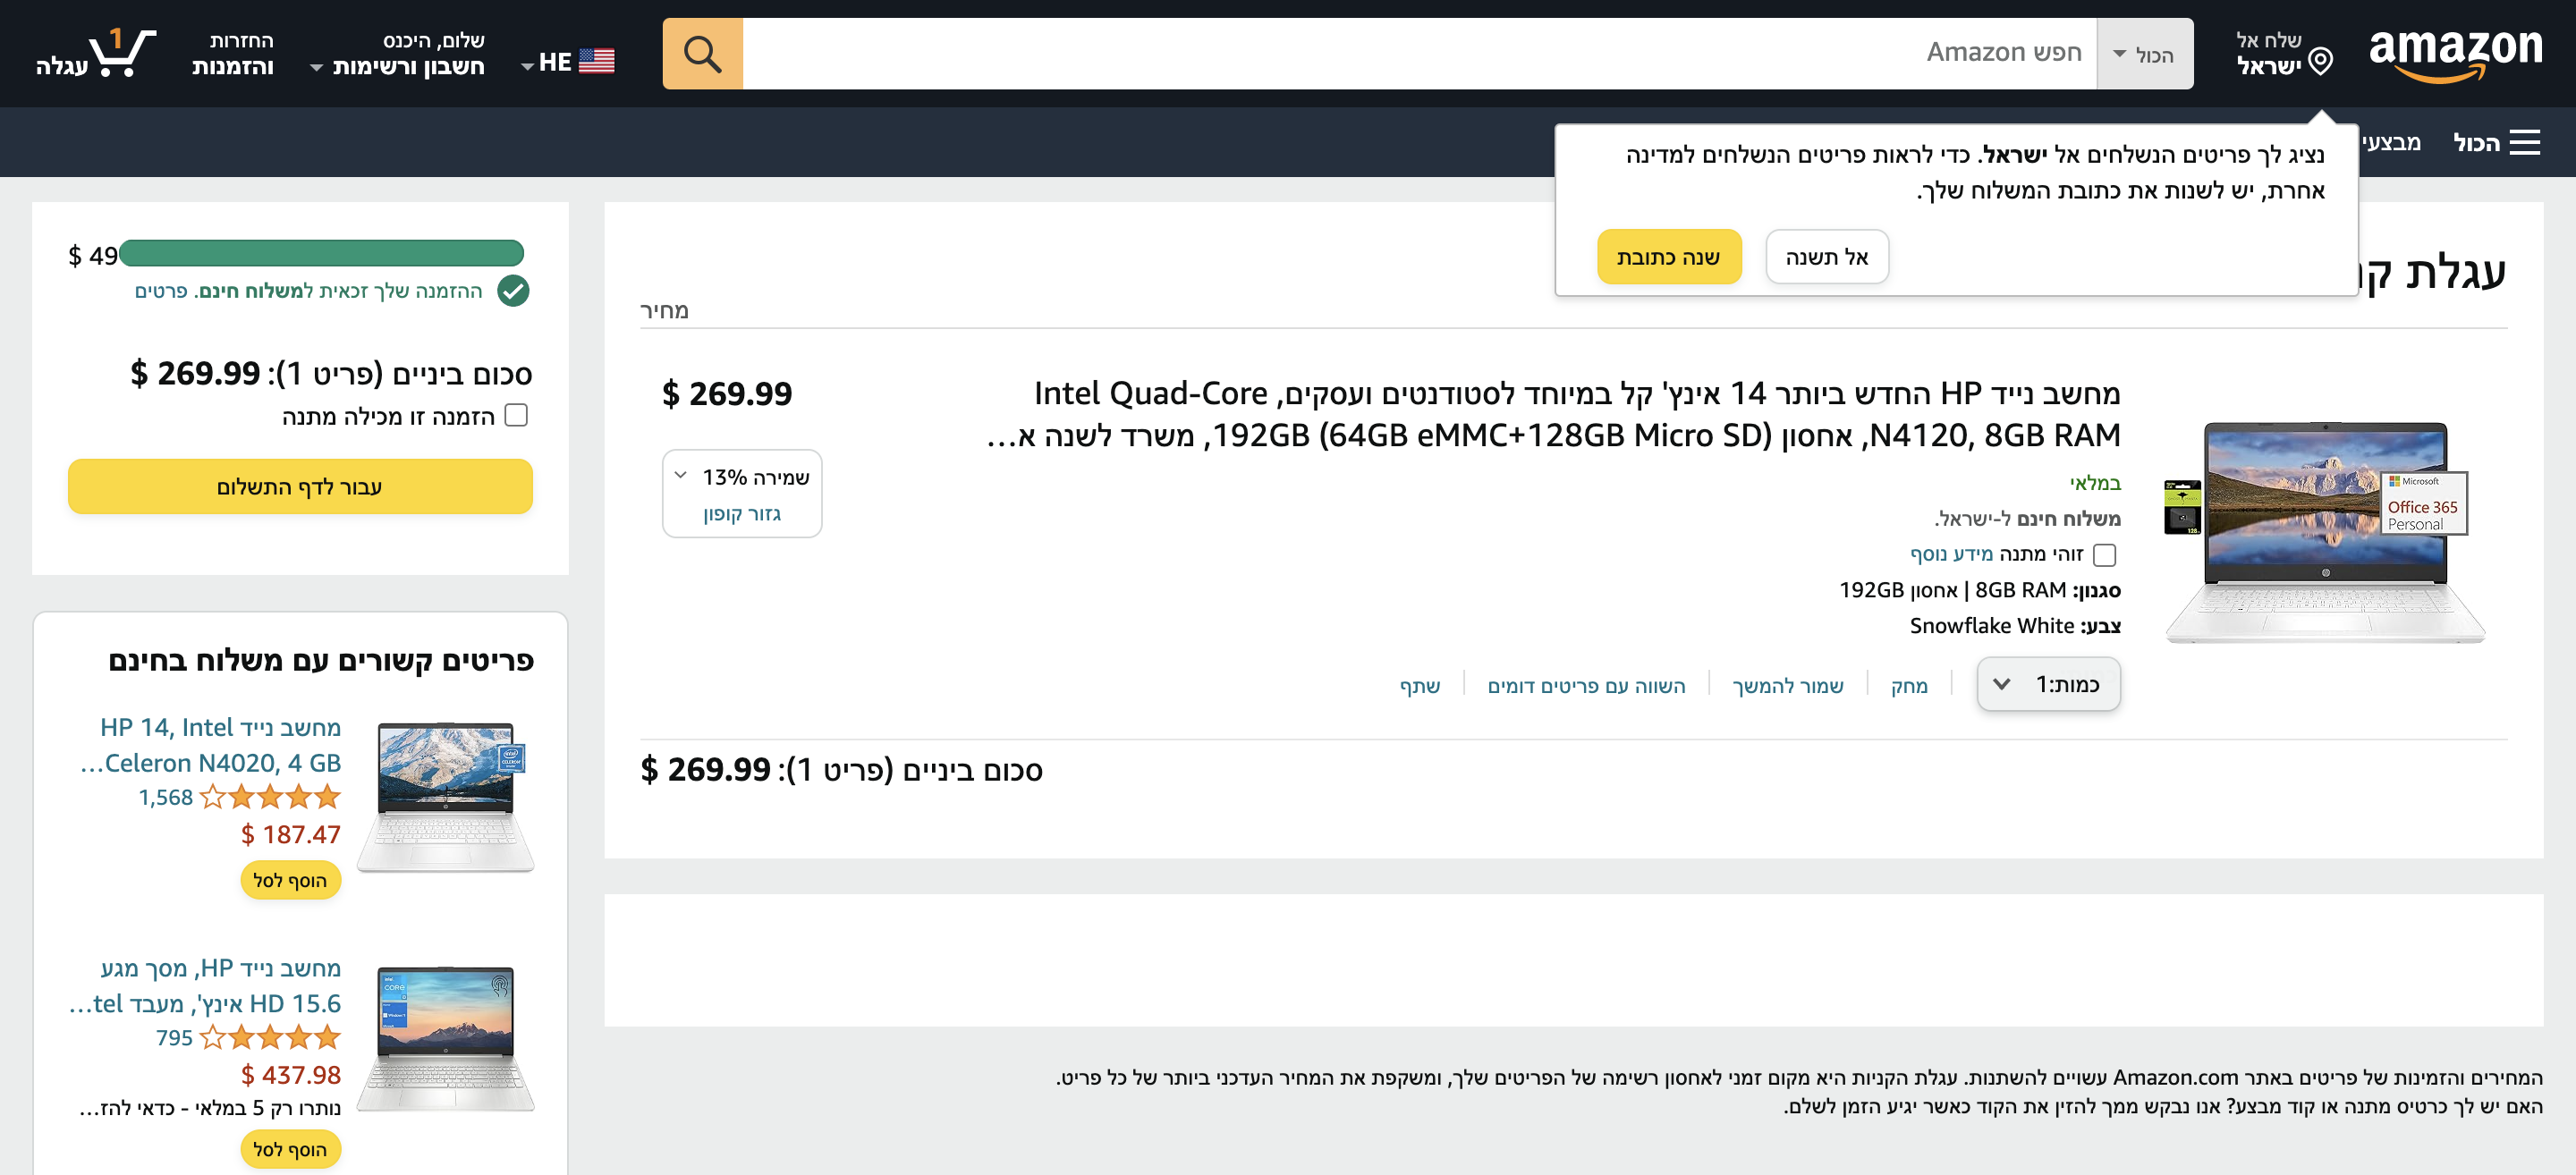 amazon
שלח אל
ישראל
הכול
חפש Amazon
HE
שלום, היכנס
חשבון ורשימות
החזרות
והזמנות
1
עגלה
הכול
מבצעי
נציג לך פריטים הנשלחים אל ישראל. כדי לראות פריטים הנשלחים למדינה
אחרת, יש לשנות את כתובת המשלוח שלך.
אל תשנה
שנה כתובת
עגלת
מחיר
מחשב נייד HP החדש ביותר 14 אינץ' קל במיוחד לסטודנטים ועסקים, Intel Quad-Core
N4120, 8GB RAM, אחסון 192GB (64GB eMMC+128GB Micro SD), משרד לשנה א...
$ 269.99
שמירה 13%
גזור קופון
במלאי
משלוח חינם ל-ישראל.
זוהי מתנה מידע נוסף
סגנון: 8GB RAM | אחסון 192GB
צבע: Snowflake White
Microsoft
Office 365
Personal
כמות:1
מחק
שמור להמשך
השווה עם פריטים דומים
שתף
סכום ביניים (פריט 1): 269.99 $
המחירים והזמינות של פריטים באתר Amazon.com עשויים להשתנות. עגלת הקניות היא מקום זמני לאחסון רשימה של הפריטים שלך, ומשקפת את המחיר העדכני ביותר של כל פריט.
האם יש לך כרטיס מתנה או קוד מבצע? אנו נבקש ממך להזין את הקוד כאשר יגיע הזמן לשלם.
$ 49
ההזמנה שלך זכאית למשלוח חינם. פרטים
סכום ביניים (פריט 1): 269.99 $
הזמנה זו מכילה מתנה
עבור לדף התשלום
פריטים קשורים עם משלוח בחינם
מחשב נייד HP 14, Intel
Celeron N4020, 4 GB...
1,568
$ 187.47
הוסף לסל
מחשב נייד HP, מסך מגע
HD 15.6 אינץ', מעבד tel...
795
$ 437.98
נותרו רק 5 במלאי - כדאי להז...
הוסף לסל